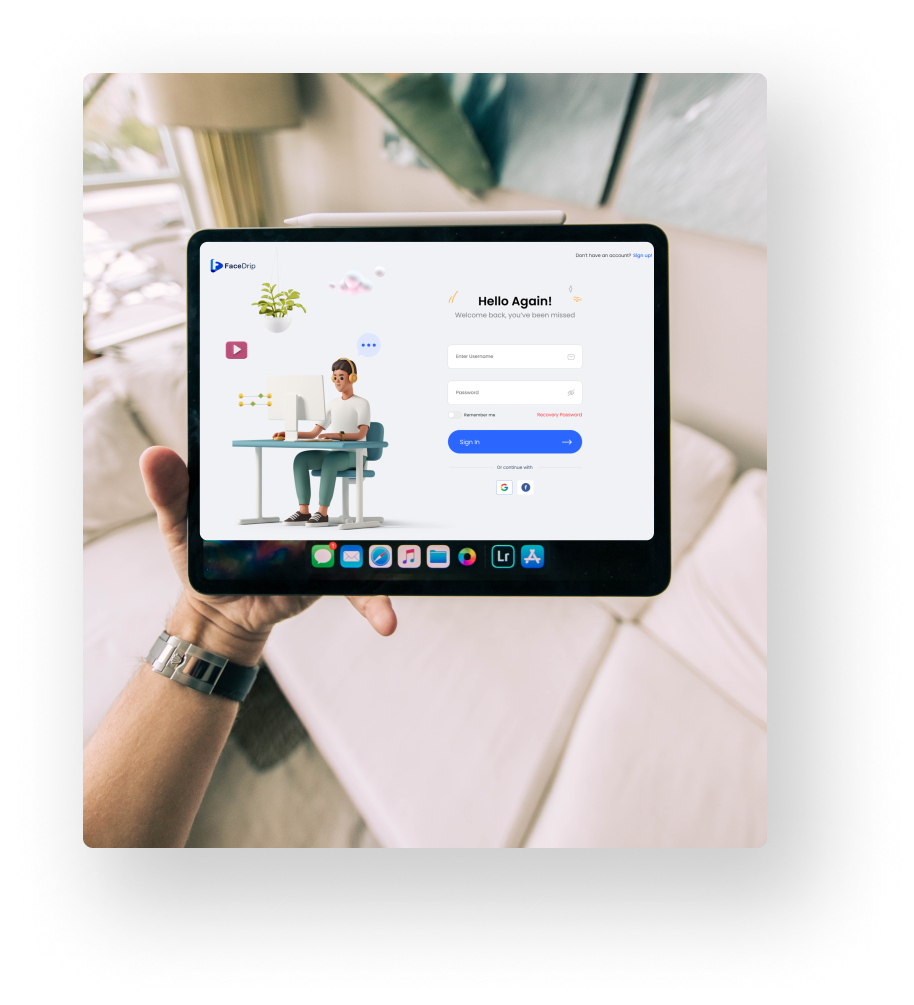 Don't have an account? Sign up!
FaceDrip
Hello Again!
Welcome back, you've been missed
Enter Username
Password
Remember me
Recovery Password
Sign In
Or continue with
G
f
1
Lr